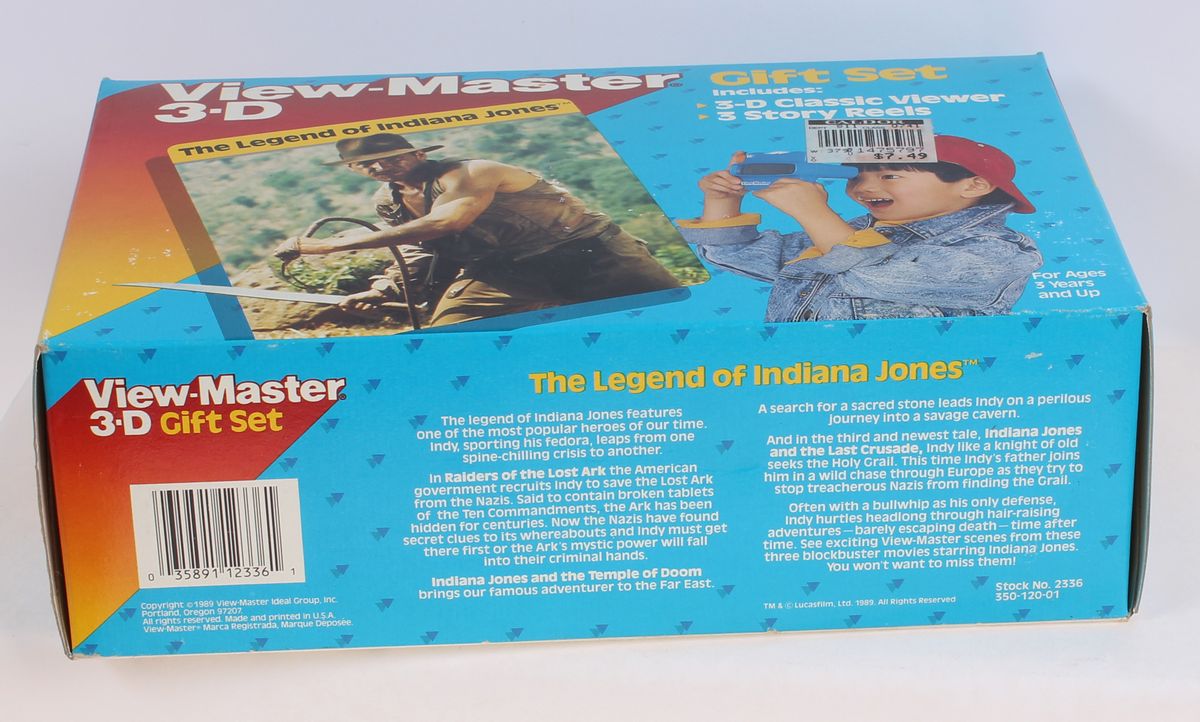 View-Master®
3-D
The Legend of Indiana Jones™
Gift Set
Includes:
3-D Classic Viewer
3 Story Reels
CALDOR
$7.49
For Ages
3 Years
and Up
View-Master®
3-D Gift Set
0 35891 12336 1
Copyright ©1989 View-Master Ideal Group, Inc.
Portland, Oregon 97207.
All rights reserved. Made and printed in U.S.A.
View-Master® Marca Registrada, Marque Deposée.
The Legend of Indiana Jones™
The legend of Indiana Jones features
one of the most popular heroes of our time.
Indy, sporting his fedora, leaps from one
spine-chilling crisis to another.
In Raiders of the Lost Ark the American
government recruits Indy to save the Lost Ark
from the Nazis. Said to contain broken tablets
of the Ten Commandments, the Ark has been
hidden for centuries. Now the Nazis have found
secret clues to its whereabouts and Indy must get
there first or the Ark's mystic power will fall
into their criminal hands.
Indiana Jones and the Temple of Doom
brings our famous adventurer to the Far East.
A search for a sacred stone leads Indy on a perilous
journey into a savage cavern.
And in the third and newest tale, Indiana Jones
and the Last Crusade, Indy like a knight of old
seeks the Holy Grail. This time Indy's father joins
him in a wild chase through Europe as they try to
stop treacherous Nazis from finding the Grail.
Often with a bullwhip as his only defense,
Indy hurtles headlong through hair-raising
adventures — barely escaping death — time after
time. See exciting View-Master scenes from these
three blockbuster movies starring Indiana Jones.
You won't want to miss them!
TM & © Lucasfilm, Ltd. 1989. All Rights Reserved
Stock No. 2336
350-120-01